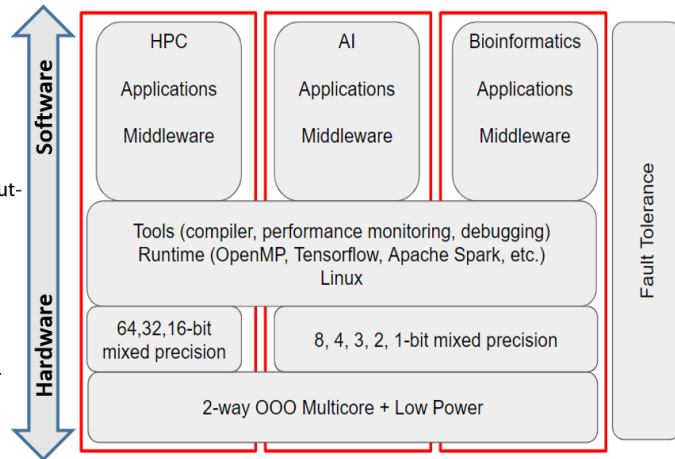 HPC
Applications
Middleware
AI
Applications
Middleware
Bioinformatics
Applications
Middleware
Software
ut-
Tools (compiler, performance monitoring, debugging)
Runtime (OpenMP, Tensorflow, Apache Spark, etc.)
Linux
Fault Tolerance
Hardware
64,32,16-bit
mixed precision
8, 4, 3, 2, 1-bit mixed precision
2-way OOO Multicore + Low Power